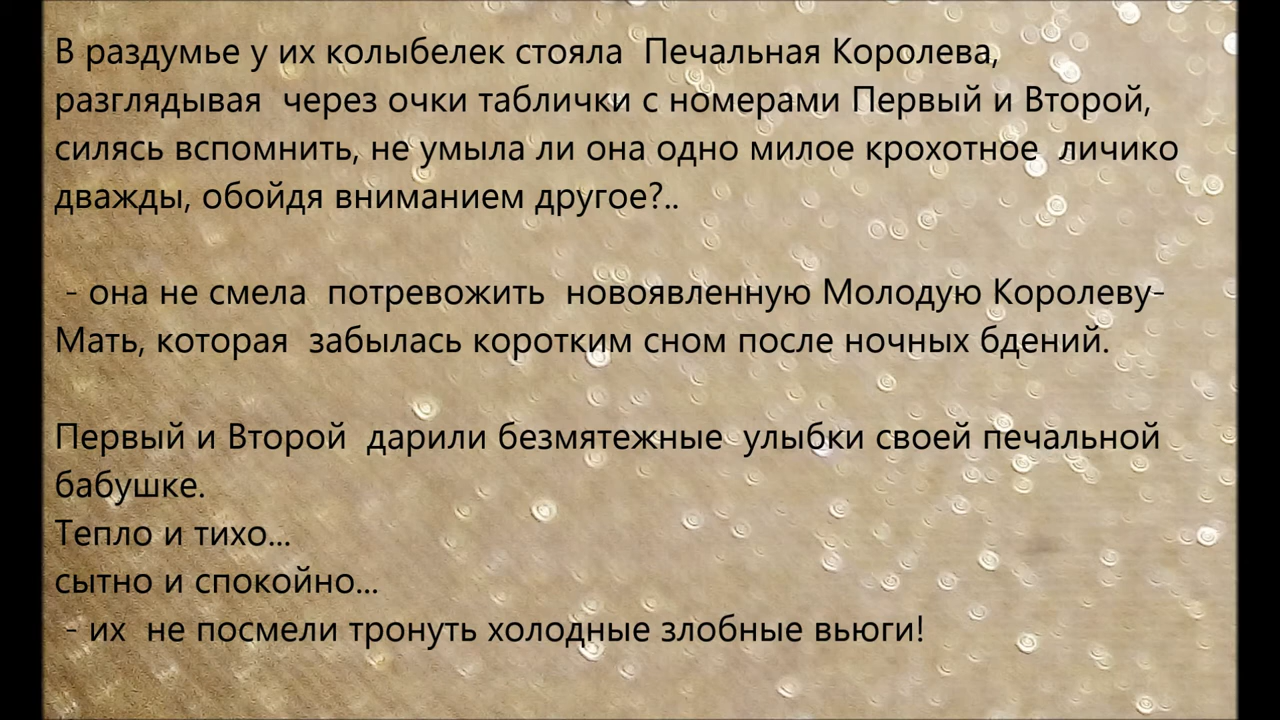 В раздумье у их колыбелек стояла  Печальная Королева,
разглядывая  через очки таблички с номерами Первый и Второй,
силясь вспомнить, не умыла ли она одно милое крохотное  личико
дважды, обойдя вниманием другое?..
- она не смела  потревожить  новоявленную Молодую Королеву-
Мать, которая  забылась коротким сном после ночных бдений.
Первый и Второй  дарили безмятежные  улыбки своей печальной
бабушке.
Тепло и тихо...
сытно и спокойно...
- их  не посмели тронуть холодные злобные вьюги!